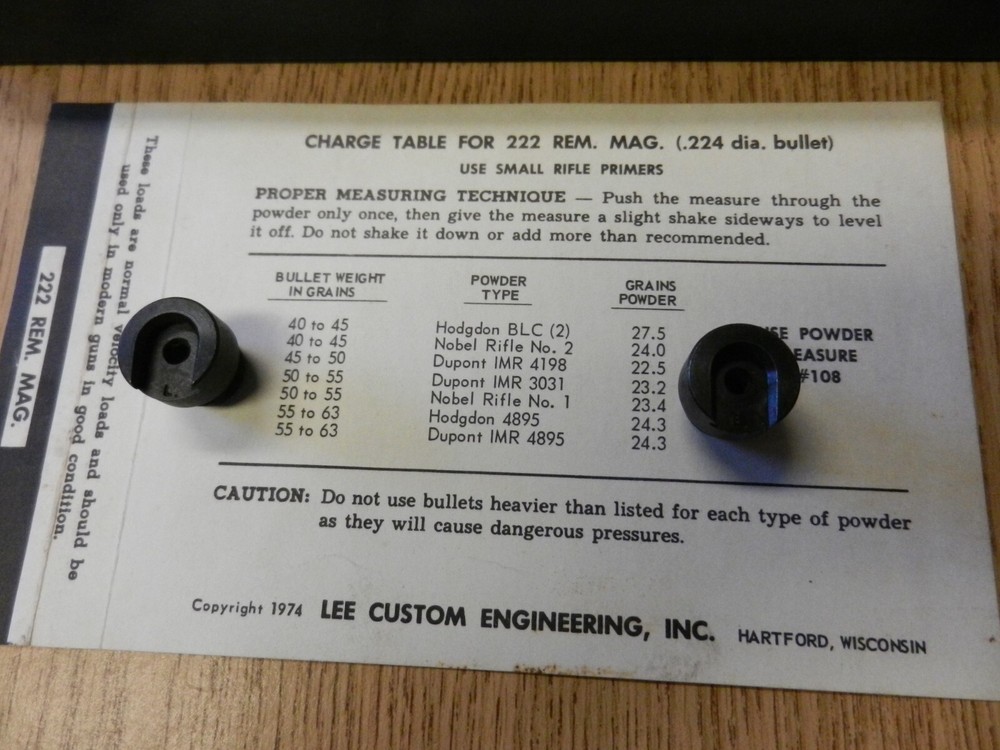 CHARGE TABLE FOR 222 REM. MAG. (.224 dia. bullet)
USE SMALL RIFLE PRIMERS
PROPER MEASURING TECHNIQUE — Push the measure through the
powder only once, then give the measure a slight shake sideways to level
it off. Do not shake it down or add more than recommended.
BULLET WEIGHT IN GRAINS POWDER TYPE GRAINS POWDER
40 to 45 Hodgdon BLC (2) 27.5
40 to 45 Nobel Rifle No. 2 24.0
45 to 50 Dupont IMR 4198 22.5
50 to 55 Dupont IMR 3031 23.2
50 to 55 Nobel Rifle No. 1 23.4
55 to 63 Hodgdon 4895 24.3
55 to 63 Dupont IMR 4895 24.3
POWDER
#108
CAUTION: Do not use bullets heavier than listed for each type of powder
as they will cause dangerous pressures.
Copyright 1974 LEE CUSTOM ENGINEERING, INC. HARTFORD, WISCONSIN
These loads are normal velocity loads and should be
used only in modern guns in good condition.
222 REM. MAG.